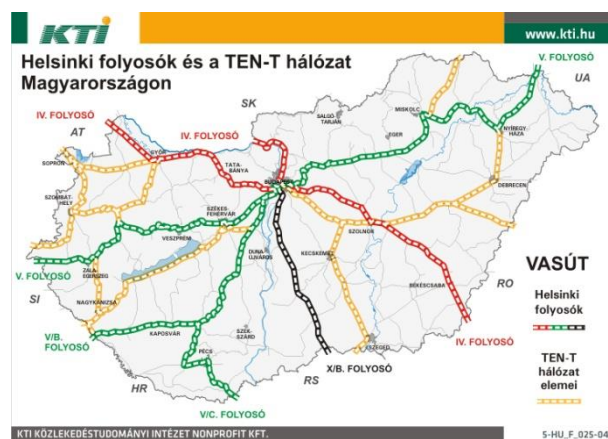 KTI
www.kti.hu
Helsinki folyosók és a TEN-T hálózat
Magyarországon
V. FOLYOSÓ
UA
SK
IV. FOLYOSÓ
IV. FOLYOSÓ
AT
SALGÓ
TARJÁN
MISKOLC
EGER
NYÍREGY-
HÁZA
GYŐR
TATA-
BÁNYA
BUDAPEST
SOPRON
DEBRECEN
SZOMBAT-
HELY
SZÉKES-
FEHÉRVÁR
VESZPRÉM
SZOLNOK
DUNA-
ÚJVÁROS
KECSKEMÉT
V. FOLYOSÓ
ZALA-
EGERSZEG
SI
NAGYKANIZSA
BÉKÉSCSABA
RO
VASÚT
Helsinki
folyosók
V/B.
FOLYOSÓ
KAPOSVÁR
SZEK-
SZÁRD
PÉCS
SZEGED
IV. FOLYOSÓ
TEN-T
hálózat
elemei
HR
RS
X/B. FOLYOSÓ
V/C. FOLYOSÓ
KTI KÖZLEKEDÉSTUDOMÁNYI INTÉZET NONPROFIT KFT.
S-HU_F_025-04